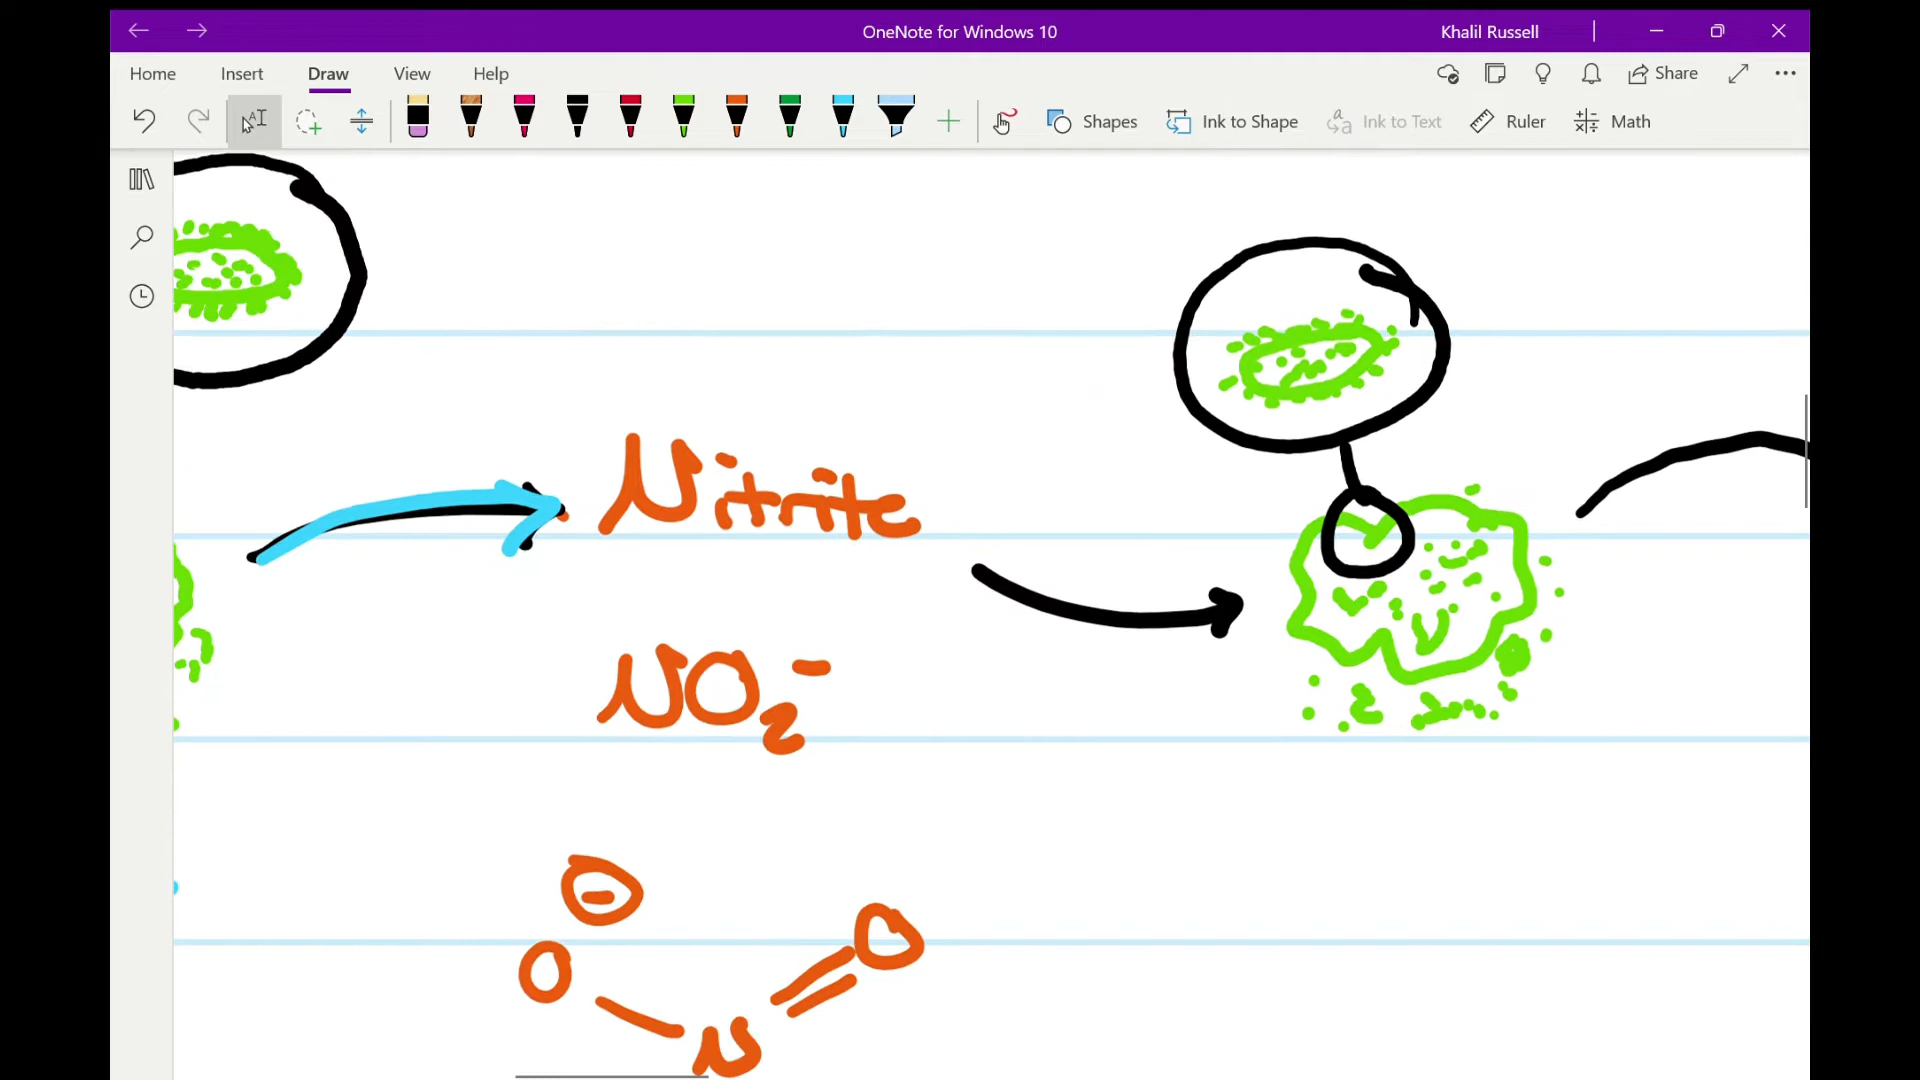 OneNote for Windows 10
Khalil Russell
Home Insert Draw View Help
Share
Shapes Ink to Shape Ink to Text Ruler Math
Nitrite
NO₂⁻
O N O